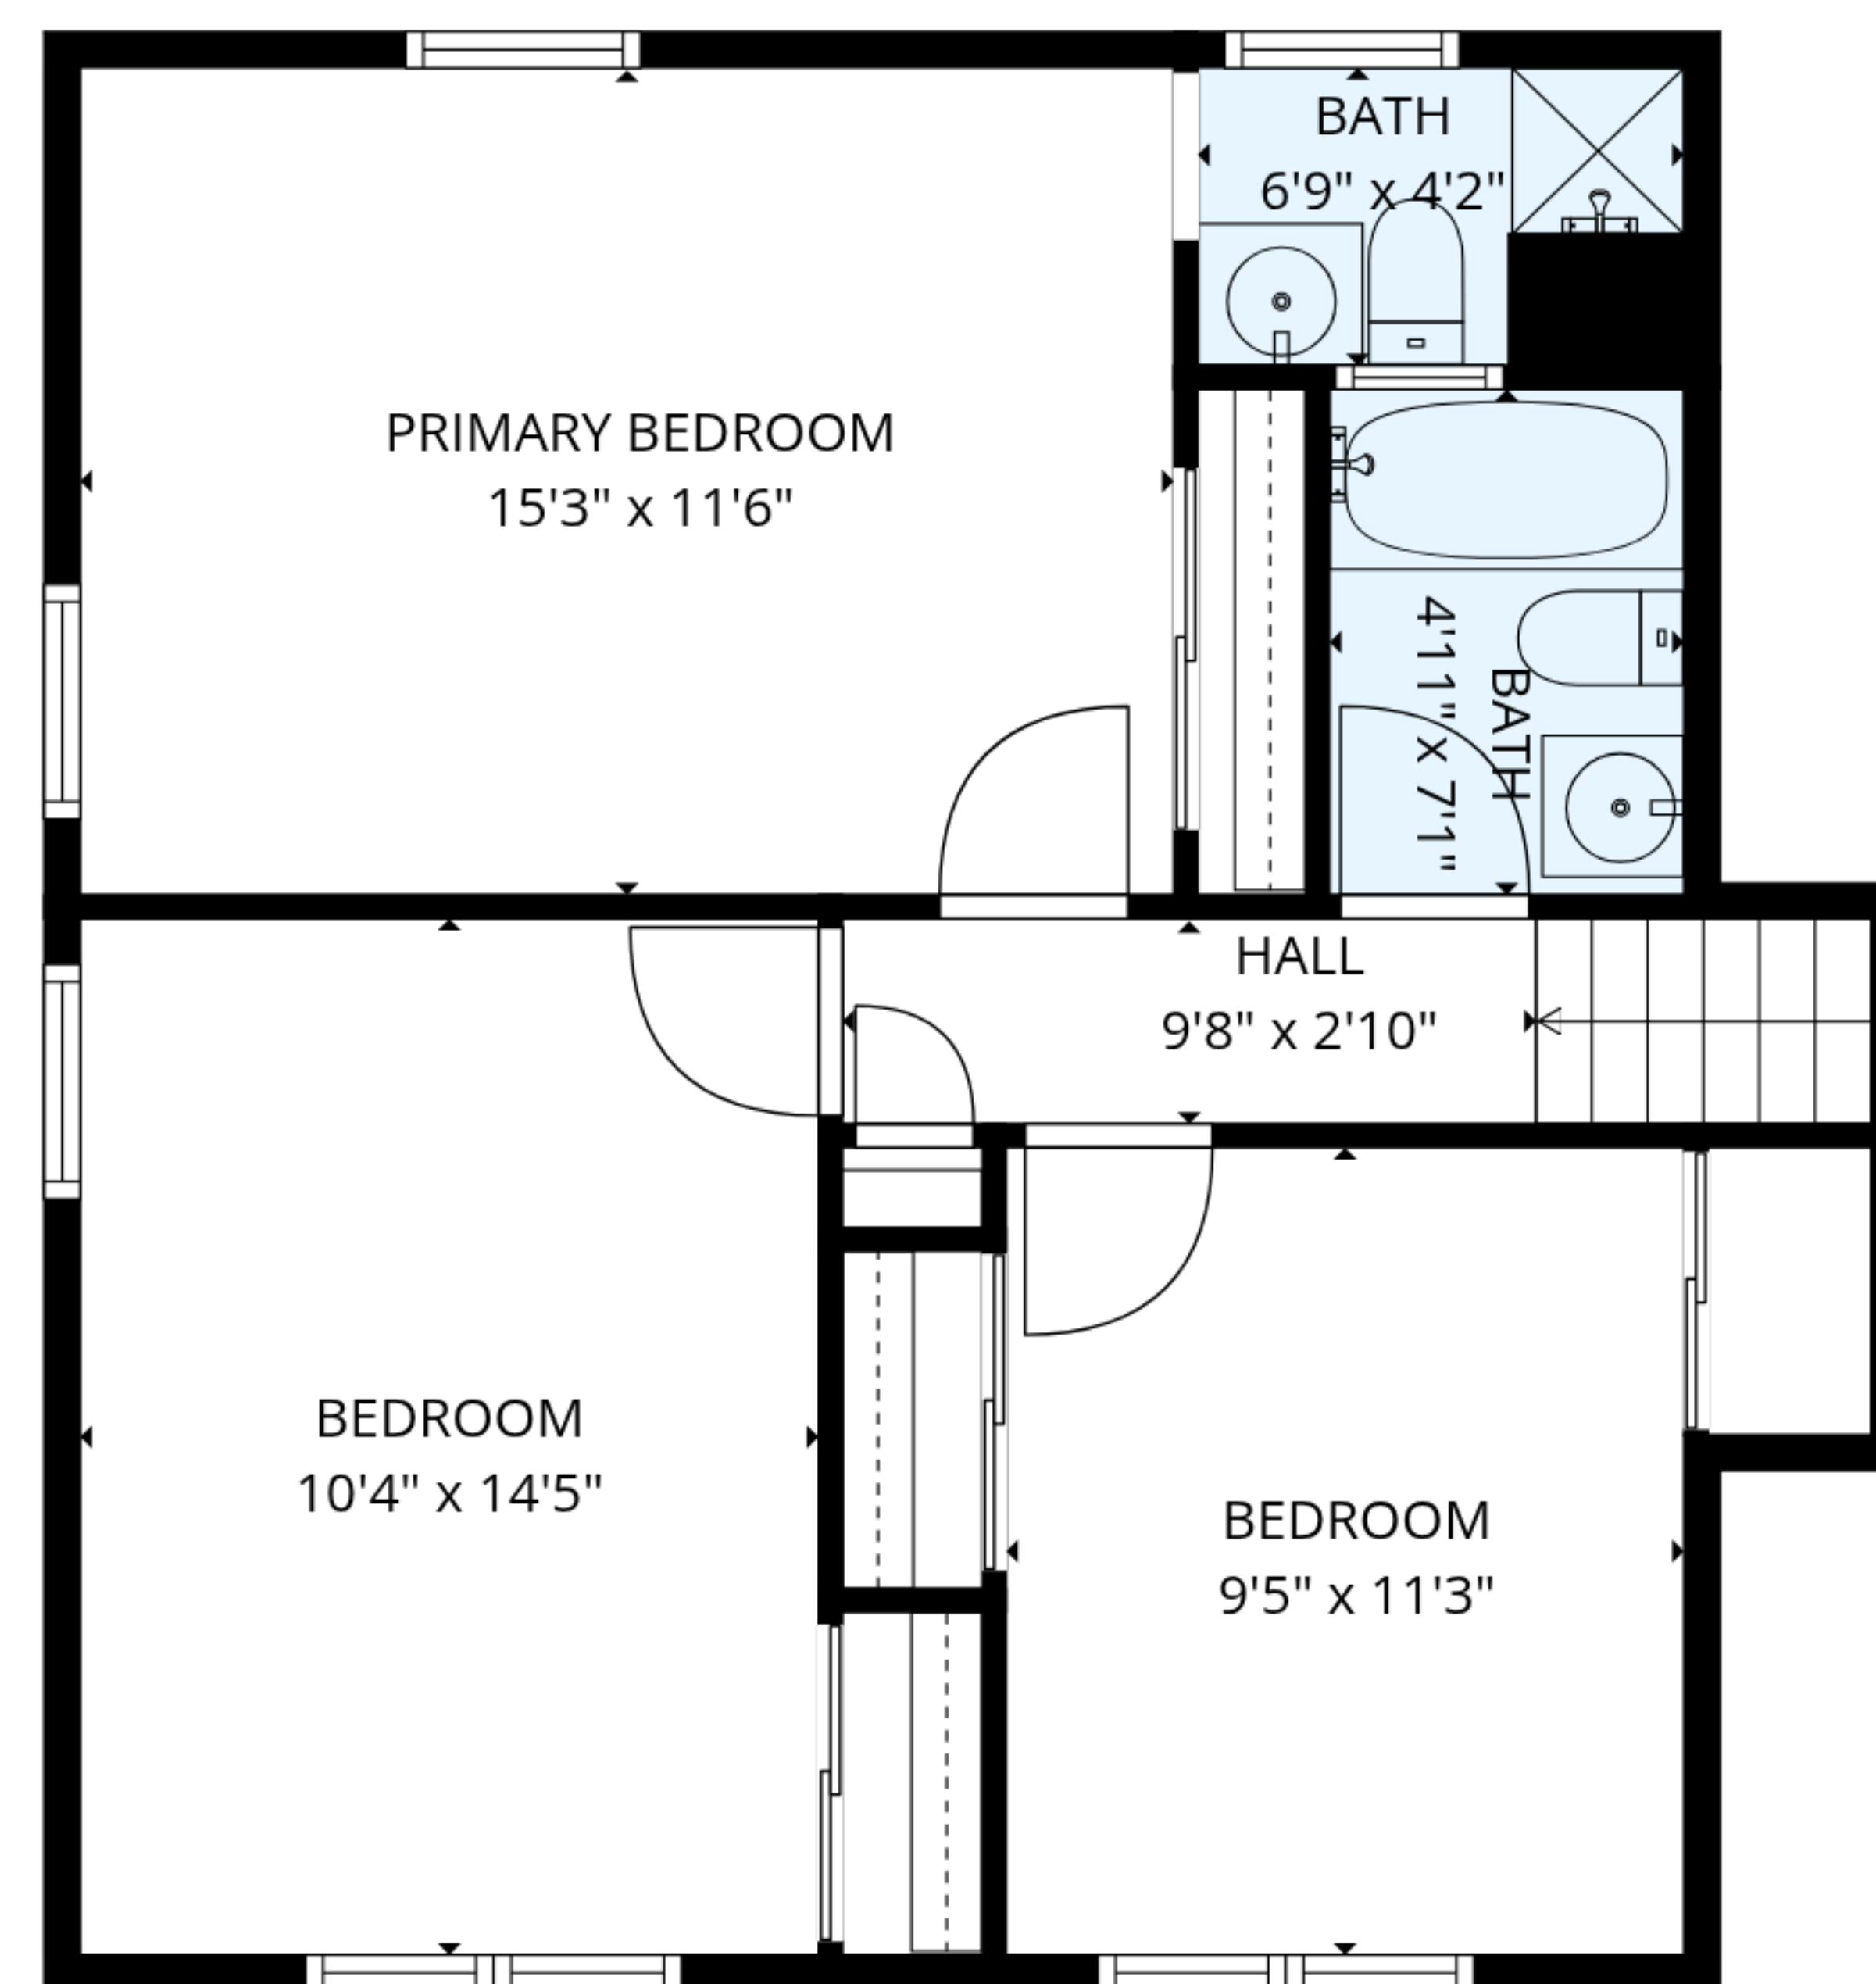 BATH
6'9" x 4'2"
PRIMARY BEDROOM
15'3" x 11'6"
BATH
4'11" x 7'1"
HALL
9'8" x 2'10"
BEDROOM
10'4" x 14'5"
BEDROOM
9'5" x 11'3"